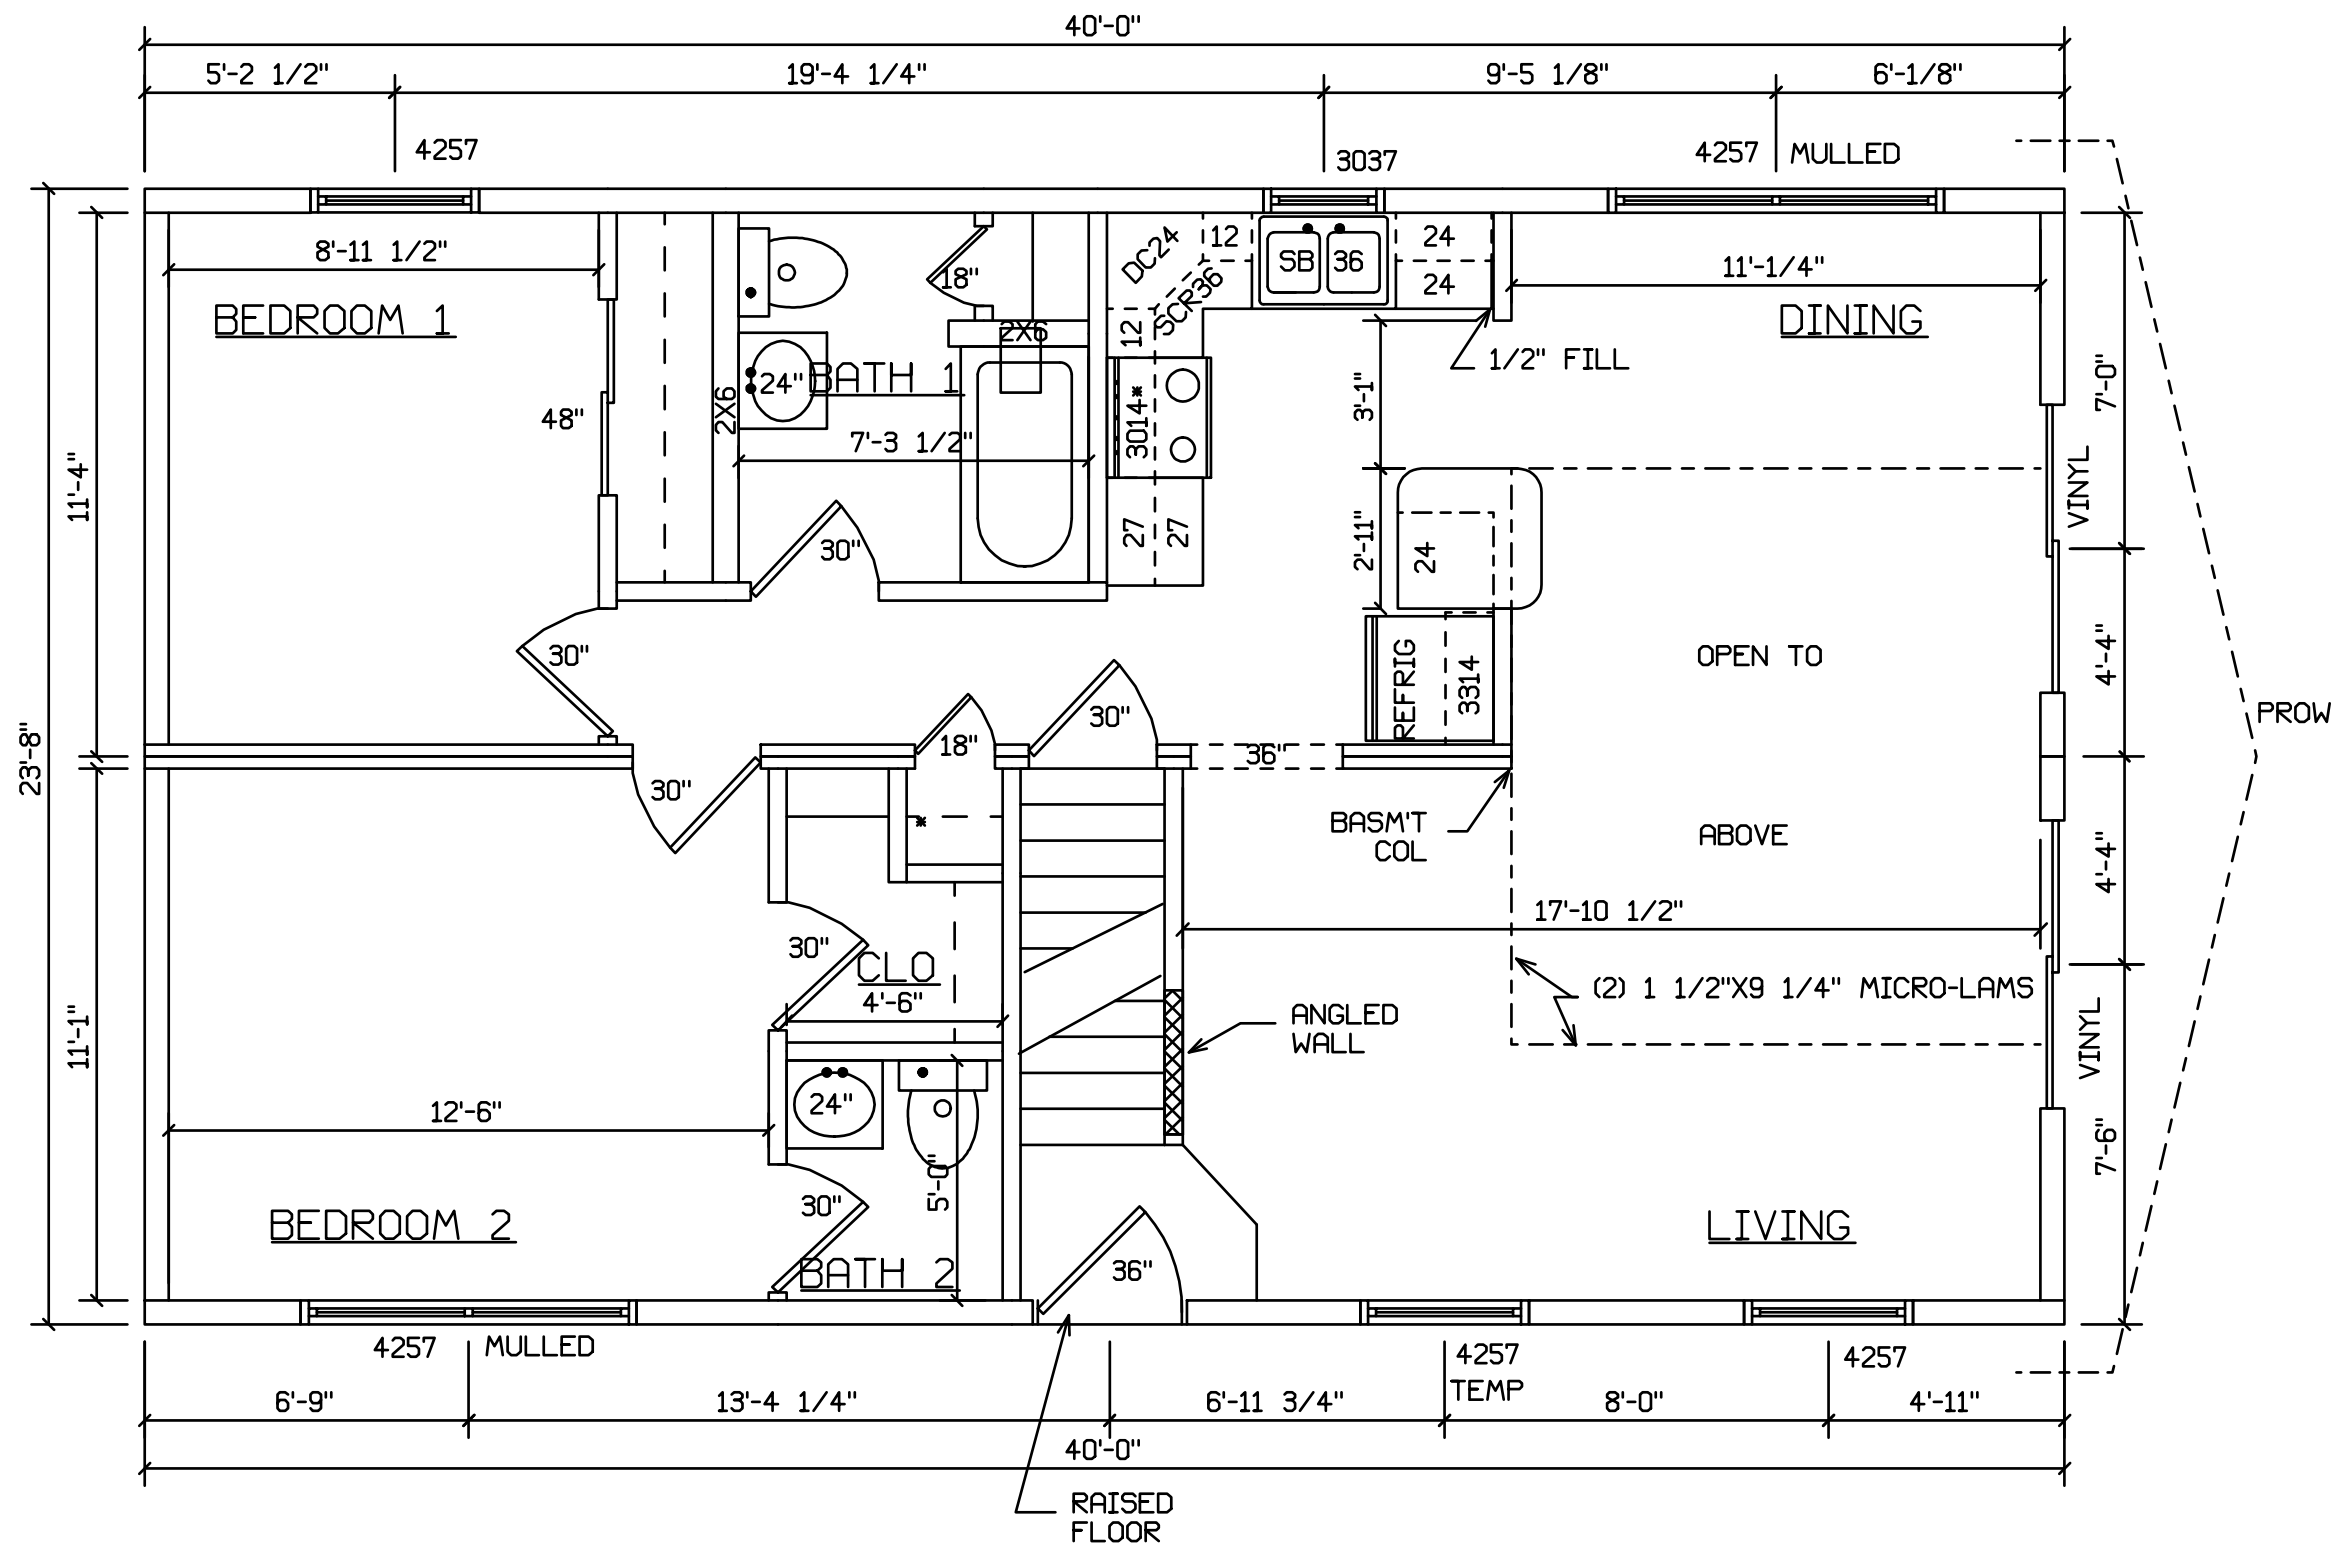 40'-0"
5'-2 1/2"
19'-4 1/4"
9'-5 1/8"
6'-1/8"
4257
3037
4257 MULLED
8'-11 1/2"
BEDROOM 1
48"
2X6
18"
2X6
24"
BATH 1
7'-3 1/2"
30"
30"
DC24
12
SCR36
12
SB 36
24
24
3014*
27
27
1/2" FILL
3'-1"
2'-11"
24
REFRIG
3314
11'-1/4"
DINING
7'-0"
VINYL
4'-4"
OPEN TO
ABOVE
PROW
11'-4"
23'-8"
11'-1"
30"
18"
30"
36"
BASM'T
COL
*
30"
CLO
4'-6"
17'-10 1/2"
(2) 1 1/2"X9 1/4" MICRO-LAMS
ANGLED
WALL
4'-4"
VINYL
7'-6"
12'-6"
24"
5'-0"
30"
BEDROOM 2
BATH 2
36"
LIVING
4257 MULLED
4257
TEMP
4257
6'-9"
13'-4 1/4"
6'-11 3/4"
8'-0"
4'-11"
40'-0"
RAISED
FLOOR